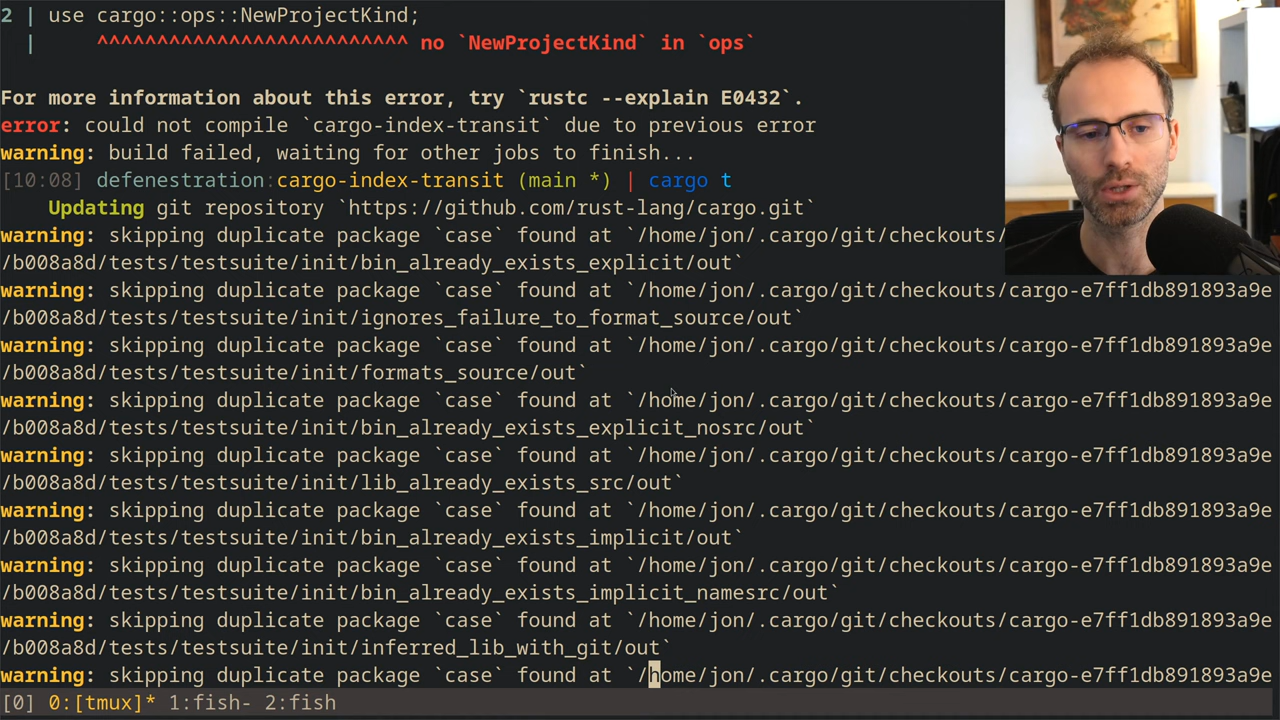 2 | use cargo::ops::NewProjectKind;
  |     ^^^^^^^^^^^^^^^^^^^^^^^^^^ no `NewProjectKind` in `ops`
For more information about this error, try `rustc --explain E0432`.
error: could not compile `cargo-index-transit` due to previous error
warning: build failed, waiting for other jobs to finish...
[10:08] defenestration:cargo-index-transit (main *) | cargo t
    Updating git repository `https://github.com/rust-lang/cargo.git`
warning: skipping duplicate package `case` found at `/home/jon/.cargo/git/checkouts/
/b008a8d/tests/testsuite/init/bin_already_exists_explicit/out`
warning: skipping duplicate package `case` found at `/home/jon/.cargo/git/checkouts/cargo-e7ff1db891893a9e
/b008a8d/tests/testsuite/init/ignores_failure_to_format_source/out`
warning: skipping duplicate package `case` found at `/home/jon/.cargo/git/checkouts/cargo-e7ff1db891893a9e
/b008a8d/tests/testsuite/init/formats_source/out`
warning: skipping duplicate package `case` found at `/home/jon/.cargo/git/checkouts/cargo-e7ff1db891893a9e
/b008a8d/tests/testsuite/init/bin_already_exists_explicit_nosrc/out`
warning: skipping duplicate package `case` found at `/home/jon/.cargo/git/checkouts/cargo-e7ff1db891893a9e
/b008a8d/tests/testsuite/init/lib_already_exists_src/out`
warning: skipping duplicate package `case` found at `/home/jon/.cargo/git/checkouts/cargo-e7ff1db891893a9e
/b008a8d/tests/testsuite/init/bin_already_exists_implicit/out`
warning: skipping duplicate package `case` found at `/home/jon/.cargo/git/checkouts/cargo-e7ff1db891893a9e
/b008a8d/tests/testsuite/init/bin_already_exists_implicit_namesrc/out`
warning: skipping duplicate package `case` found at `/home/jon/.cargo/git/checkouts/cargo-e7ff1db891893a9e
/b008a8d/tests/testsuite/init/inferred_lib_with_git/out`
warning: skipping duplicate package `case` found at `/home/jon/.cargo/git/checkouts/cargo-e7ff1db891893a9e
[0] 0:[tmux]* 1:fish- 2:fish